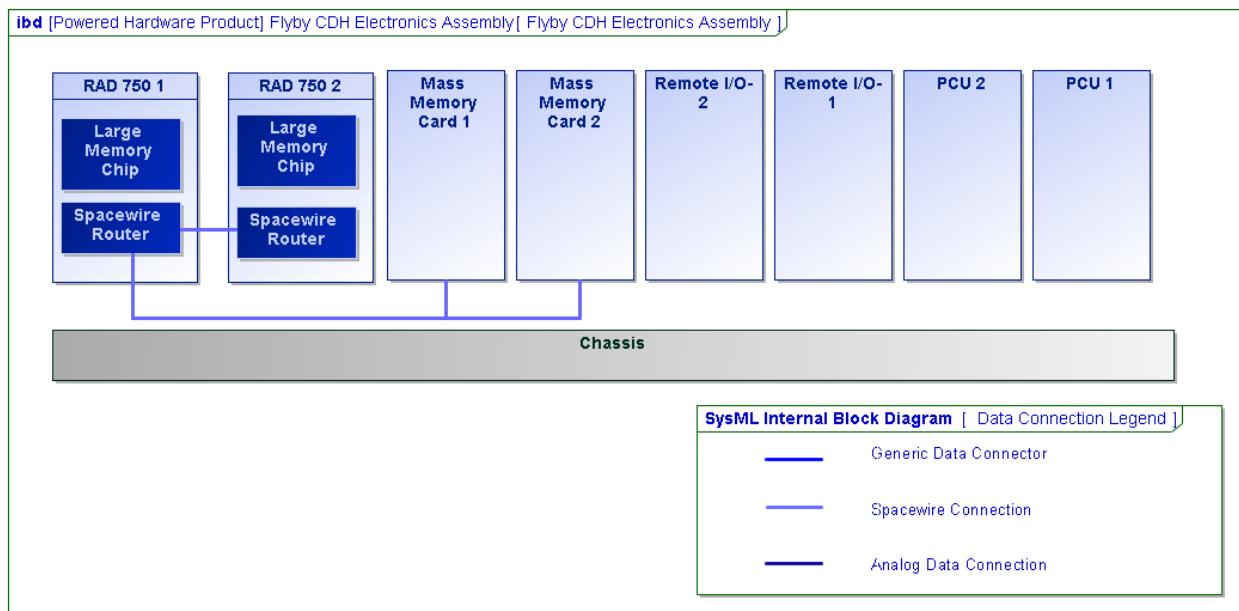 ibd [Powered Hardware Product] Flyby CDH Electronics Assembly[ Flyby CDH Electronics Assembly ]
RAD 750 1
Large
Memory
Chip
Spacewire
Router
RAD 750 2
Large
Memory
Chip
Spacewire
Router
Mass
Memory
Card 1
Mass
Memory
Card 2
Remote I/O-
2
Remote I/O-
1
PCU 2
PCU 1
Chassis
SysML Internal Block Diagram [ Data Connection Legend ]
Generic Data Connector
Spacewire Connection
Analog Data Connection